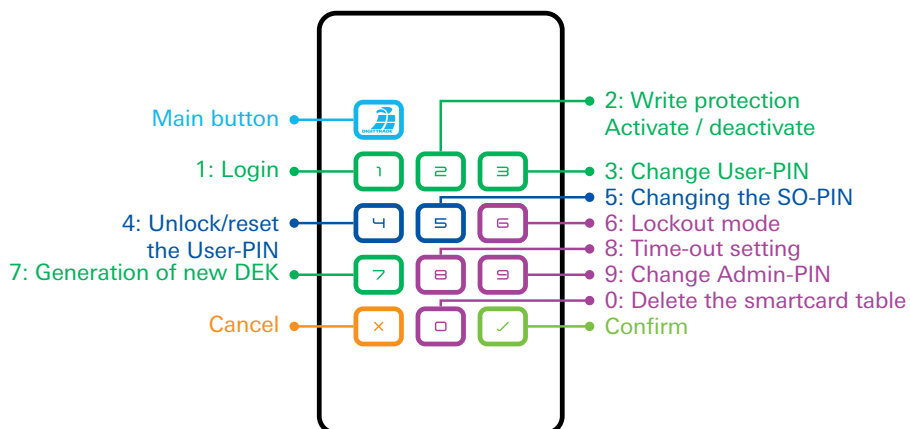 Main button
DIGITTRADE
2: Write protection
Activate / deactivate
1: Login
1
2
3
3: Change User-PIN
5: Changing the SO-PIN
4: Unlock/reset
the User-PIN
4
5
6
6: Lockout mode
8: Time-out setting
7: Generation of new DEK
7
8
9
9: Change Admin-PIN
0: Delete the smartcard table
Cancel
0
Confirm